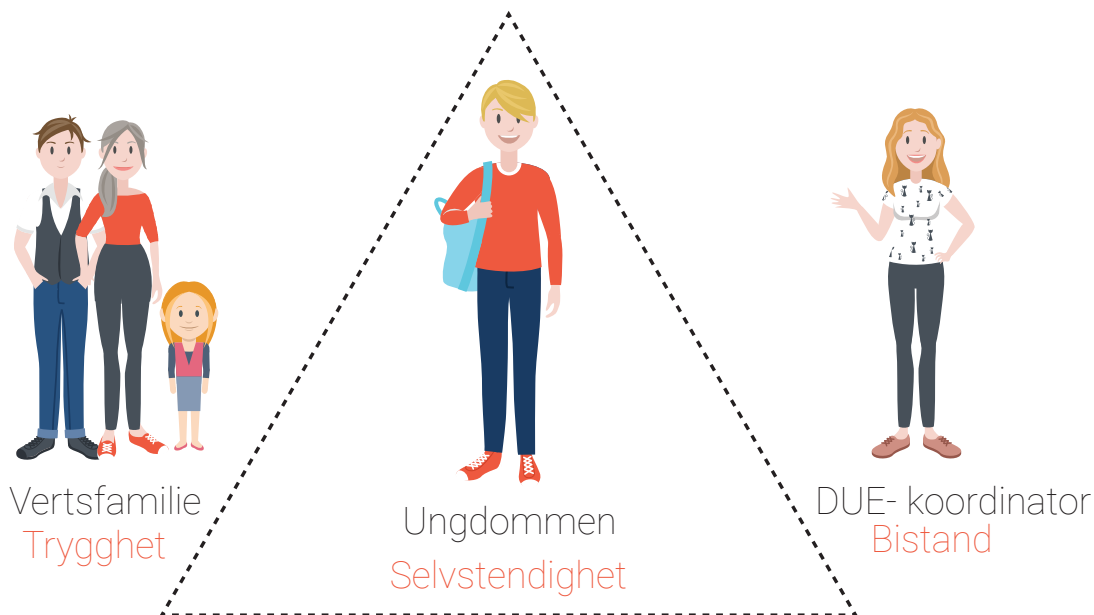 Vertsfamilie
Trygghet
Ungdommen
Selvstendighet
DUE- koordinator
Bistand